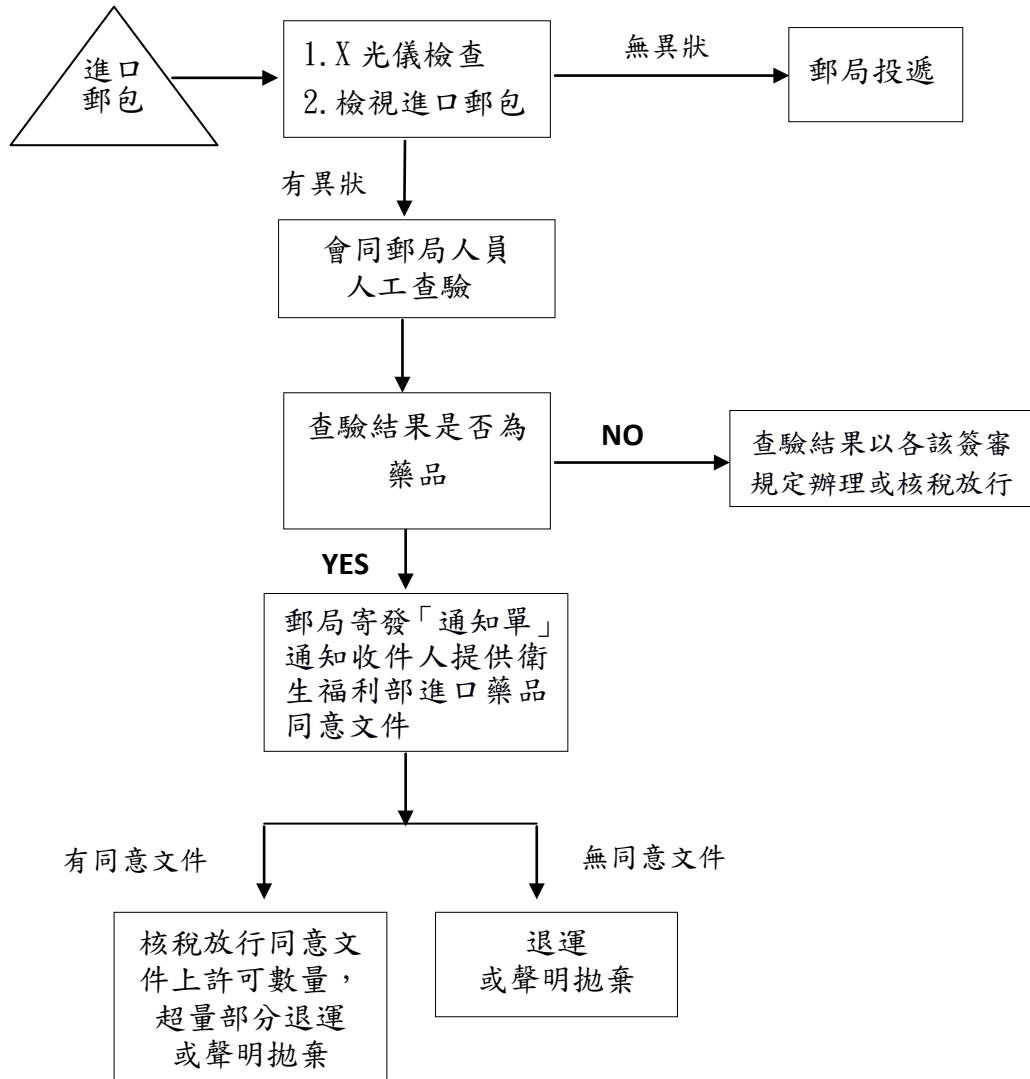 進口
郵包
1. X 光儀檢查
2. 檢視進口郵包
無異狀
郵局投遞
有異狀
會同郵局人員
人工查驗
查驗結果是否為
藥品
NO
查驗結果以各該簽審
規定辦理或核稅放行
YES
郵局寄發「通知單」
通知收件人提供衛
生福利部進口藥品
同意文件
有同意文件
無同意文件
核稅放行同意文
件上許可數量，
超量部分退運
或聲明拋棄
退運
或聲明拋棄